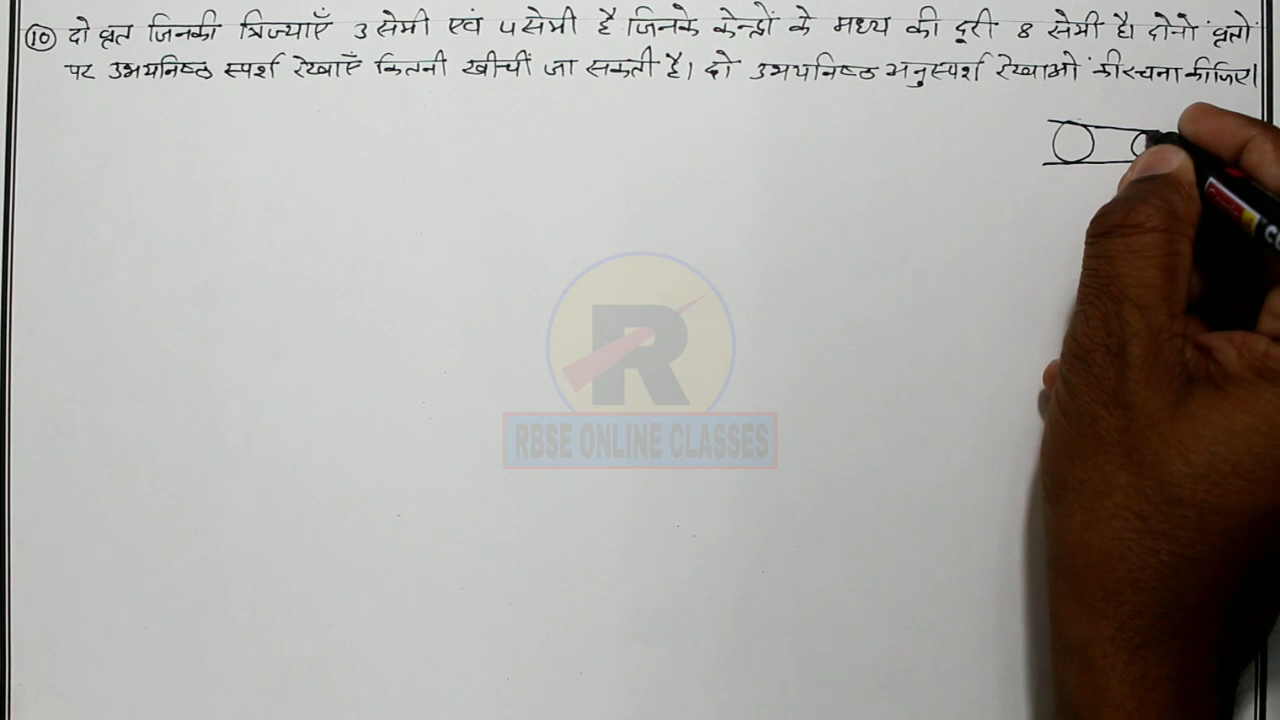 ⑩ दो वृत जिनकी त्रिज्याएँ 3 सेमी एवं 4 सेमी है जिनके केन्द्रों के मध्य की दूरी 8 सेमी है। दोनो वृतों
पर उभयनिष्ठ स्पर्श रेखाएँ कितनी खीचीं जा सकती है। दो उभयनिष्ठ अनुस्पर्श रेखाओं की रचना कीजिए।
R
RBSE ONLINE CLASSES